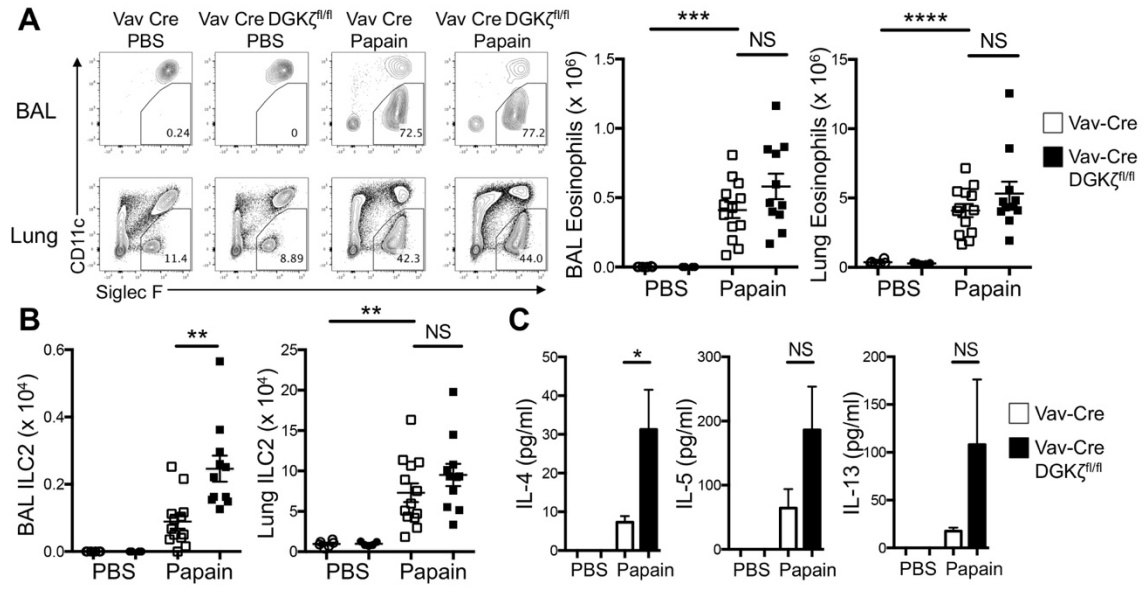 A
Vav Cre PBS
Vav Cre DGKζfl/fl PBS
Vav Cre Papain
Vav Cre DGKζfl/fl Papain
BAL
0.24
0
72.5
77.2
Lung
11.4
8.89
42.3
44.0
CD11c
Siglec F
BAL Eosinophils (x 10⁶)
1.5
1.0
0.5
0.0
***
NS
PBS Papain
Lung Eosinophils (x 10⁶)
15
10
5
0
****
NS
PBS Papain
Vav-Cre
Vav-Cre
DGKζfl/fl
B
BAL ILC2 (x 10⁴)
0.6
0.4
0.2
0.0
**
PBS Papain
Lung ILC2 (x 10⁴)
25
20
15
10
5
0
**
NS
PBS Papain
C
IL-4 (pg/ml)
50
40
30
20
10
0
*
PBS Papain
IL-5 (pg/ml)
300
200
100
0
NS
PBS Papain
IL-13 (pg/ml)
200
150
100
50
0
NS
PBS Papain
Vav-Cre
Vav-Cre
DGKζfl/fl